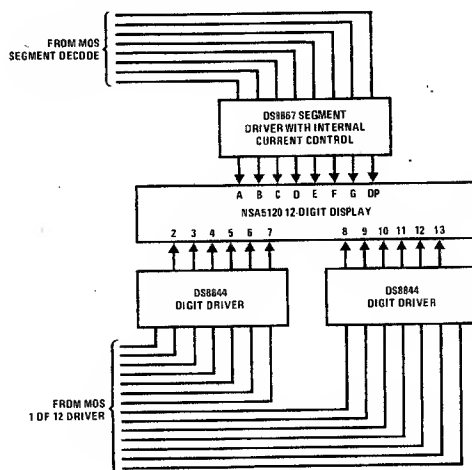 FROM MOS
SEGMENT DECODE
DS8867 SEGMENT
DRIVER WITH INTERNAL
CURRENT CONTROL
A B C D E F G DP
NSA5120 12-DIGIT DISPLAY
2 3 4 5 6 7 8 9 10 11 12 13
DS8844
DIGIT DRIVER
DS8844
DIGIT DRIVER
FROM MOS
1 OF 12 DRIVER